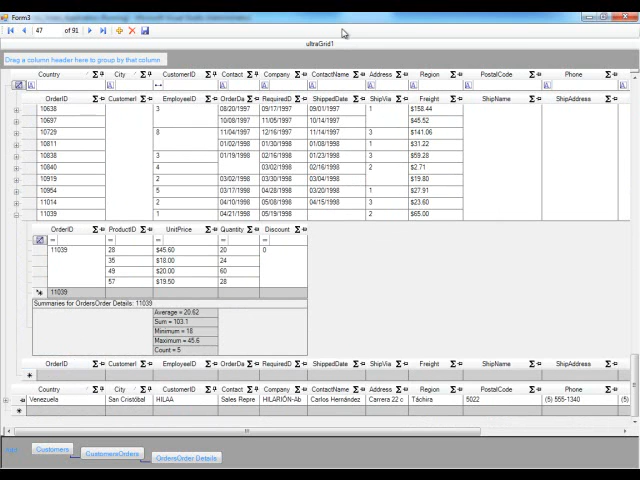 Form3
47 of 91
ultraGrid1
Drag a column header here to group by that column.
Country City CustomerID Contact Company ContactName Address Region PostalCode Phone
OrderID CustomerI EmployeeID OrderDa RequiredD ShippedDate ShipVia Freight ShipName ShipAddress
10638 3 08/20/1997 09/17/1997 09/01/1997 1 $158.44
10697 10/08/1997 11/05/1997 10/14/1997 $45.52
10729 8 11/04/1997 12/16/1997 11/14/1997 3 $141.06
10811 01/02/1998 01/30/1998 01/08/1998 1 $31.22
10838 3 01/19/1998 02/16/1998 01/23/1998 3 $59.28
10840 4 03/02/1998 02/16/1998 2 $2.71
10919 2 03/02/1998 03/30/1998 03/04/1998 $19.80
10954 5 03/17/1998 04/28/1998 03/20/1998 1 $27.91
11014 2 04/10/1998 05/08/1998 04/15/1998 3 $23.60
11039 1 04/21/1998 05/19/1998 2 $65.00
OrderID ProductID UnitPrice Quantity Discount
= = = = =
11039 28 $45.60 20 0
35 $18.00 24
49 $20.00 60
57 $19.50 28
11039
Summaries for OrdersOrder Details: 11039
Average = 20.62
Sum = 103.1
Minimum = 18
Maximum = 45.6
Count = 5
OrderID CustomerI EmployeeID OrderDa RequiredD ShippedDate ShipVia Freight ShipName ShipAddress
Country City CustomerID Contact Company ContactName Address Region PostalCode Phone
Venezuela San Cristóbal HILAA Sales Repre HILARIÓN-Ab Carlos Hernández Carrera 22 c Táchira 5022 (5) 555-1340 (5)
Add Customers CustomersOrders OrdersOrder Details